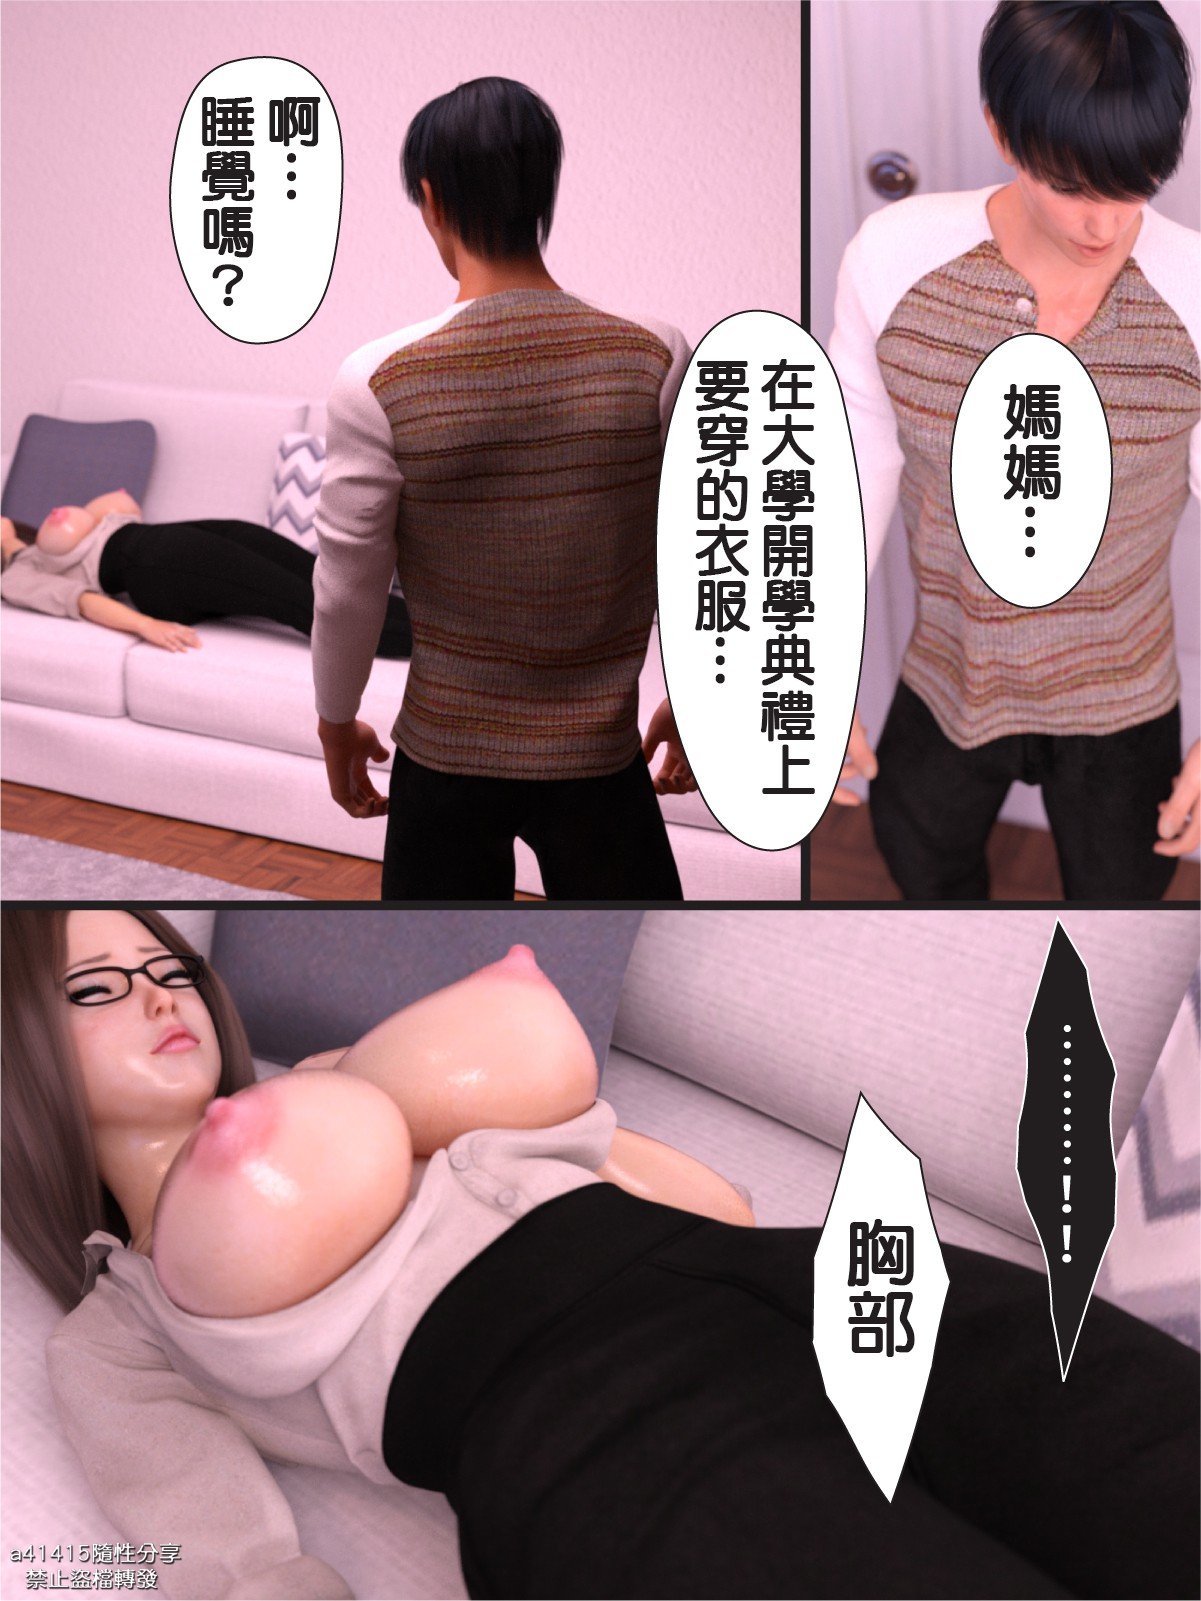 媽媽…
在大學開學典禮上
要穿的衣服…
啊…
睡覺嗎？
………！！
胸部
a41415隨性分享
禁止盜檔轉發